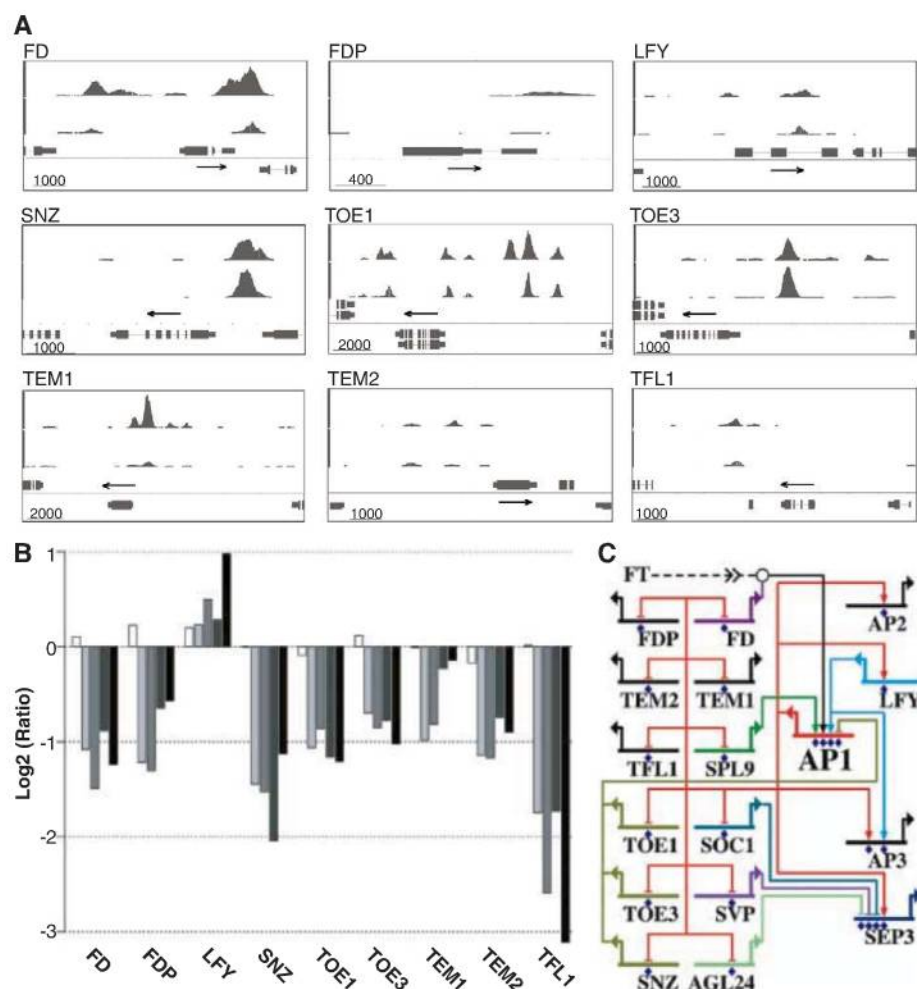 A
FD
FDP
LFY
1000
400
1000
SNZ
TOE1
TOE3
1000
2000
1000
TEM1
TEM2
TFL1
2000
1000
1000
B
1
0
-1
-2
-3
Log2 (Ratio)
FD
FDP
LFY
SNZ
TOE1
TOE3
TEM1
TEM2
TFL1
C
FT
FDP
FD
AP2
TEM2
TEM1
LFY
TFL1
SPL9
AP1
TOE1
SOC1
AP3
TOE3
SVP
SEP3
SNZ
AGL24